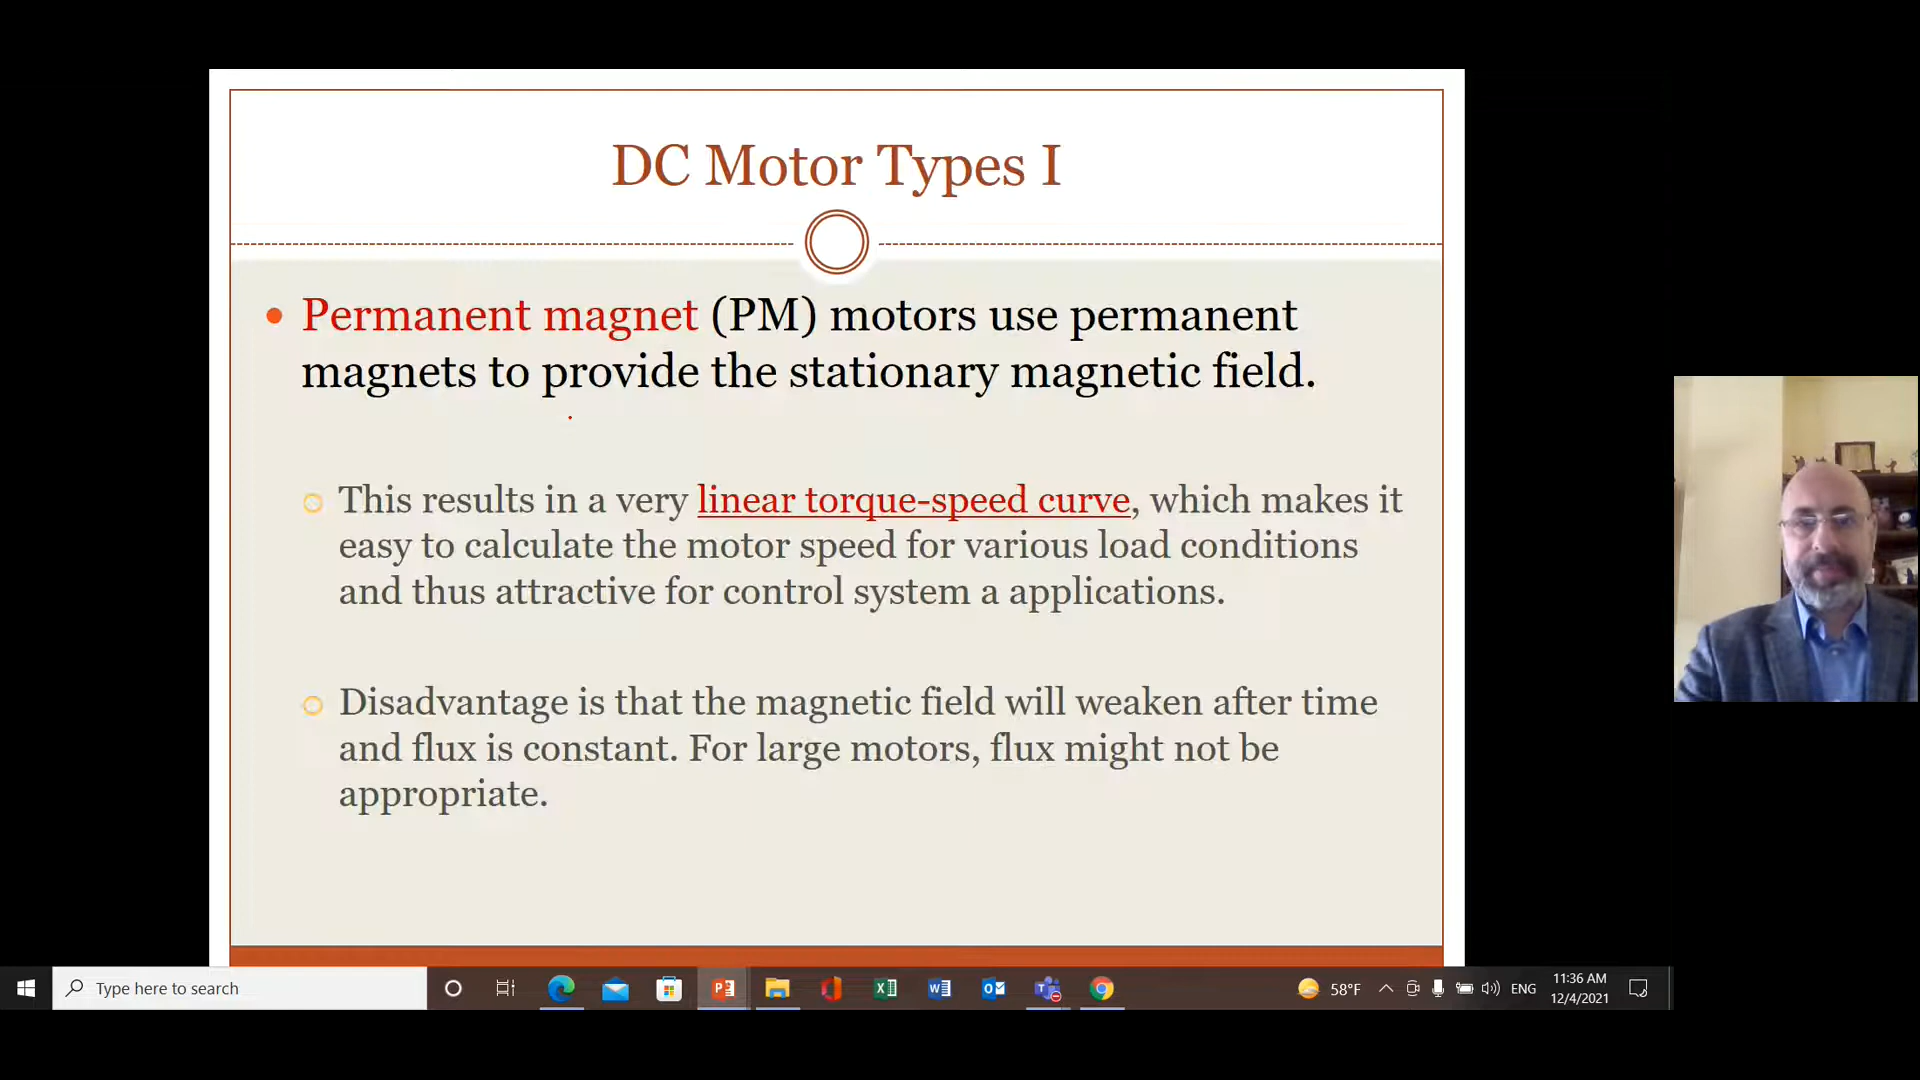 DC Motor Types I
Permanent magnet (PM) motors use permanent
magnets to provide the stationary magnetic field.
This results in a very linear torque-speed curve, which makes it
easy to calculate the motor speed for various load conditions
and thus attractive for control system a applications.
Disadvantage is that the magnetic field will weaken after time
and flux is constant. For large motors, flux might not be
appropriate.
Type here to search
58°F
ENG
11:36 AM
12/4/2021